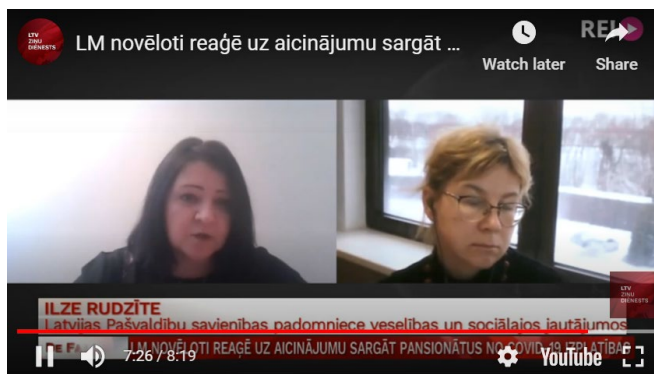 LTV
ZIŅU
DIENESTS
LM novēloti reaģē uz aicinājumu sargāt ...
Watch later
Share
ILZE RUDZĪTE
Latvijas Pašvaldību savienības padomniece veselības un sociālajos jautājumos
LTV
ZIŅU
DIENESTS
LM NOVĒLOTI REAĢĒ UZ AICINĀJUMU SARGĀT PANSIONĀTUS NO COVID-19 IZPLATĪBAS
7:26 / 8:19
YouTube